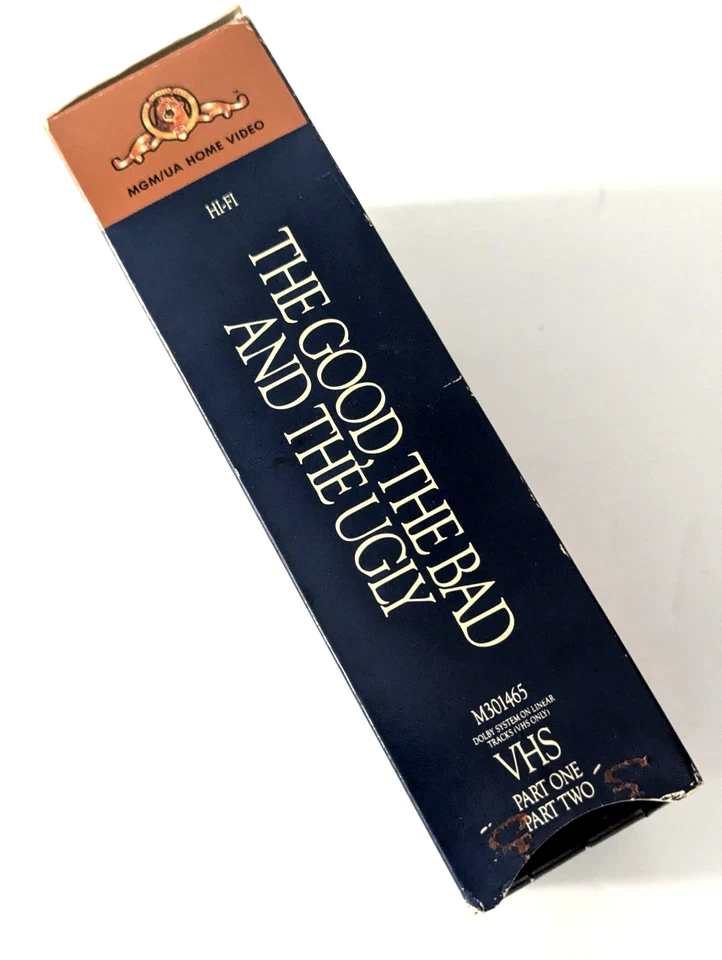 MGM/UA HOME VIDEO
HI-FI
THE GOOD, THE BAD
AND THE UGLY
M301465
DOLBY SYSTEM ON LINEAR
TRACKS (VHS ONLY)
VHS
PART ONE
PART TWO